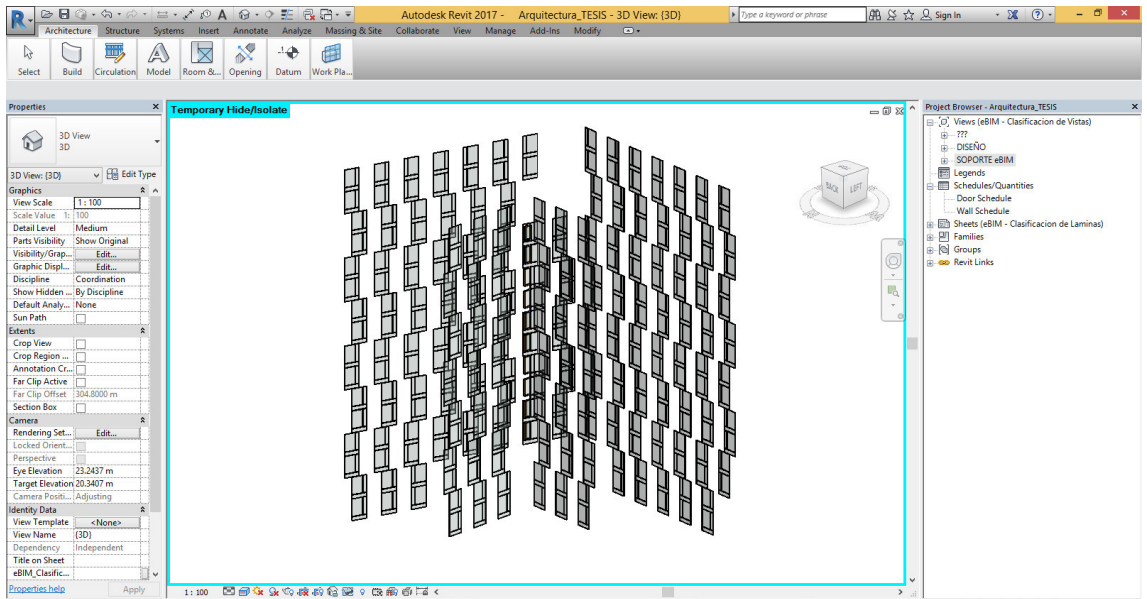 Autodesk Revit 2017 - Arquitectura_TESIS - 3D View: {3D}
Type a keyword or phrase
Sign In
Architecture Structure Systems Insert Annotate Analyze Massing & Site Collaborate View Manage Add-Ins Modify
Select Build Circulation Model Room &... Opening Datum Work Pla...
Properties
3D View
3D
3D View: {3D} Edit Type
Graphics
View Scale 1 : 100
Scale Value 1: 100
Detail Level Medium
Parts Visibility Show Original
Visibility/Grap... Edit...
Graphic Displ... Edit...
Discipline Coordination
Show Hidden ... By Discipline
Default Analy... None
Sun Path
Extents
Crop View
Crop Region ...
Annotation Cr...
Far Clip Active
Far Clip Offset 304.8000 m
Section Box
Camera
Rendering Set... Edit...
Locked Orient...
Perspective
Eye Elevation 23.2437 m
Target Elevation 20.3407 m
Camera Positi... Adjusting
Identity Data
View Template <None>
View Name {3D}
Dependency Independent
Title on Sheet
eBIM_Clasific...
Properties help Apply
Temporary Hide/Isolate
BACK LEFT
1 : 100
Project Browser - Arquitectura_TESIS
Views (eBIM - Clasificacion de Vistas)
???
DISEÑO
SOPORTE eBIM
Legends
Schedules/Quantities
Door Schedule
Wall Schedule
Sheets (eBIM - Clasificacion de Laminas)
Families
Groups
Revit Links